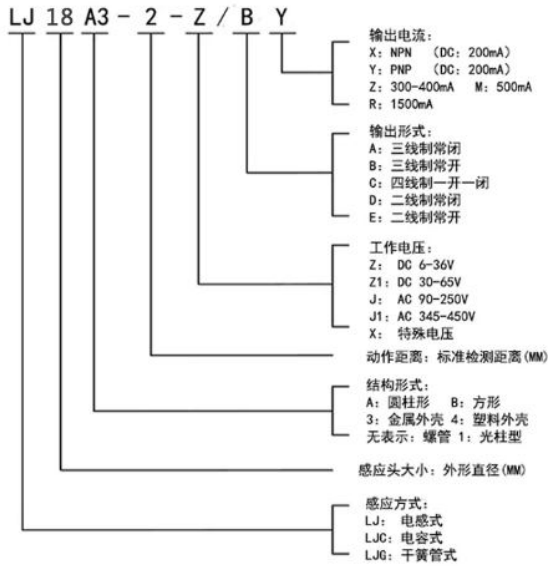 LJ 18 A3 - 2 - Z / B Y
输出电流:
X: NPN (DC: 200mA)
Y: PNP (DC: 200mA)
Z: 300-400mA M: 500mA
R: 1500mA
输出形式:
A: 三线制常闭
B: 三线制常开
C: 四线制一开一闭
D: 二线制常闭
E: 二线制常开
工作电压:
Z: DC 6-36V
Z1: DC 30-65V
J: AC 90-250V
J1: AC 345-450V
X: 特殊电压
动作距离: 标准检测距离(MM)
结构形式:
A: 圆柱形 B: 方形
3: 金属外壳 4: 塑料外壳
无表示: 螺管 1: 光柱型
感应头大小: 外形直径(MM)
感应方式:
LJ: 电感式
LJC: 电容式
LJG: 干簧管式